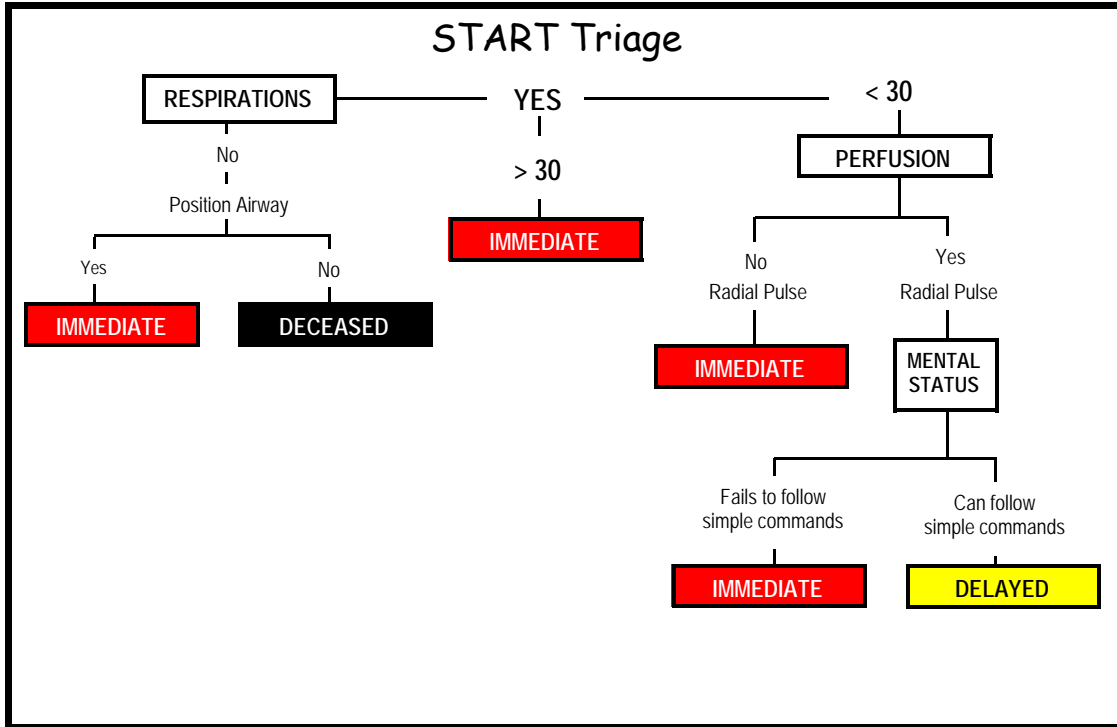 START Triage
RESPIRATIONS
YES
< 30
No
> 30
PERFUSION
Position Airway
IMMEDIATE
Yes
No
No
Radial Pulse
Yes
Radial Pulse
IMMEDIATE
DECEASED
IMMEDIATE
MENTAL
STATUS
Fails to follow
simple commands
Can follow
simple commands
IMMEDIATE
DELAYED